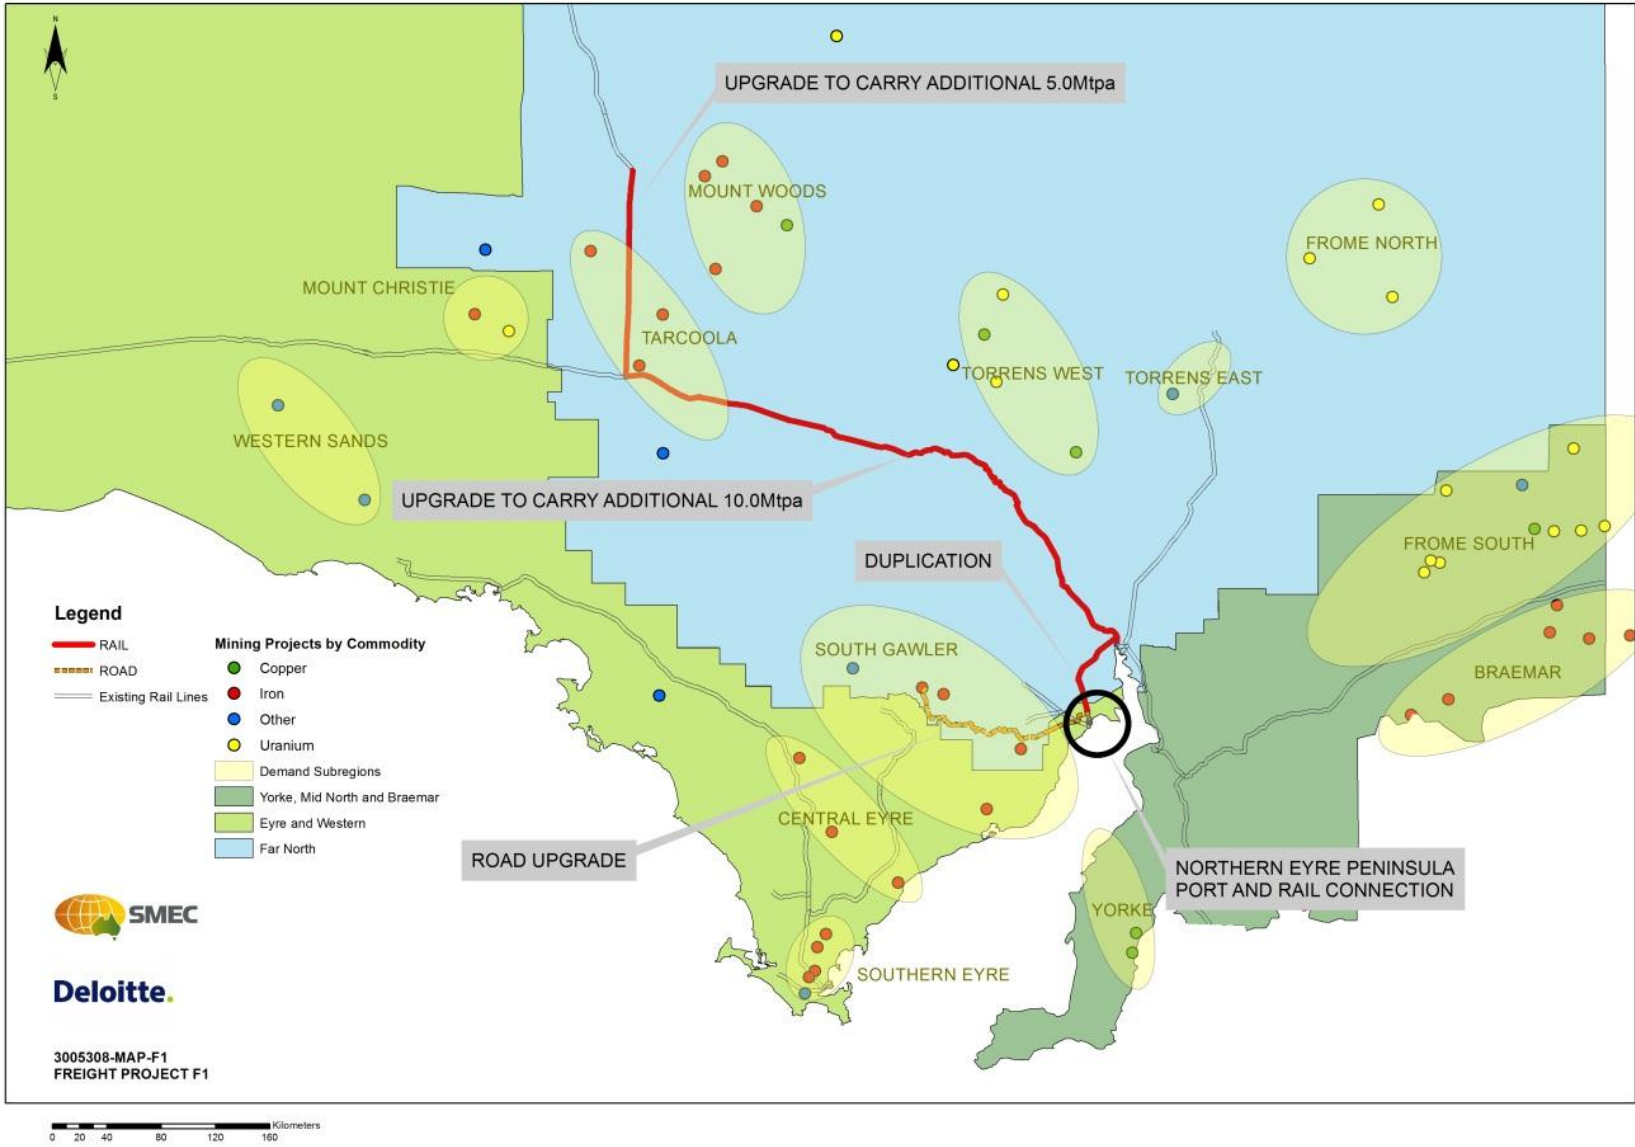 N
S
UPGRADE TO CARRY ADDITIONAL 5.0Mtpa
MOUNT WOODS
FROME NORTH
MOUNT CHRISTIE
TARCOOLA
TORRENS WEST
TORRENS EAST
WESTERN SANDS
UPGRADE TO CARRY ADDITIONAL 10.0Mtpa
FROME SOUTH
DUPLICATION
Legend
RAIL
ROAD
Existing Rail Lines
Mining Projects by Commodity
Copper
Iron
Other
Uranium
Demand Subregions
Yorke, Mid North and Braemar
Eyre and Western
Far North
SOUTH GAWLER
BRAEMAR
CENTRAL EYRE
ROAD UPGRADE
NORTHERN EYRE PENINSULA
PORT AND RAIL CONNECTION
YORKE
SOUTHERN EYRE
SMEC
Deloitte.
3005308-MAP-F1
FREIGHT PROJECT F1
Kilometers
0 20 40 80 120 160